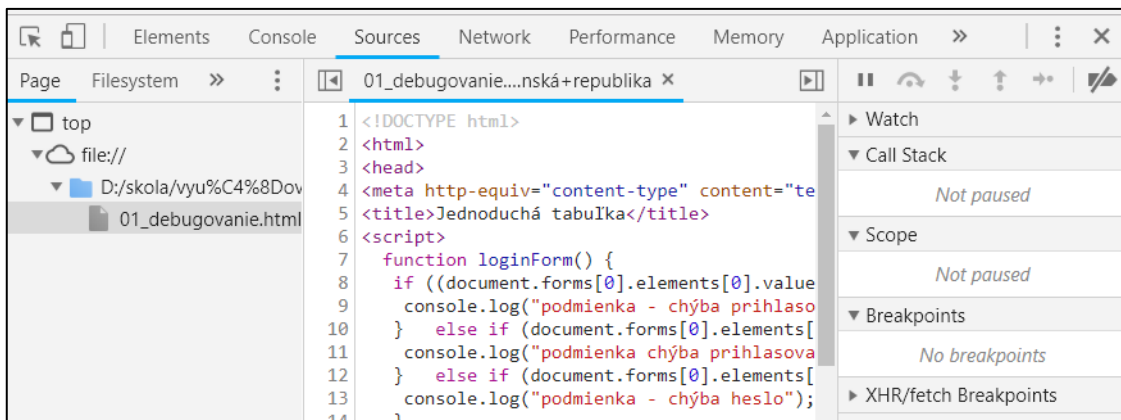 Elements Console Sources Network Performance Memory Application »
Page Filesystem »
top
file://
D:/skola/vyu%C4%8Dov
01_debugovanie.html
01_debugovanie....nská+republika ×
1 <!DOCTYPE html>
2 <html>
3 <head>
4 <meta http-equiv="content-type" content="te
5 <title>Jednoduchá tabuľka</title>
6 <script>
7 function loginForm() {
8 if ((document.forms[0].elements[0].value
9 console.log("podmienka - chýba prihlaso
10 } else if (document.forms[0].elements[
11 console.log("podmienka chýba prihlasova
12 } else if (document.forms[0].elements[
13 console.log("podmienka - chýba heslo");
14 }
Watch
Call Stack
Not paused
Scope
Not paused
Breakpoints
No breakpoints
XHR/fetch Breakpoints